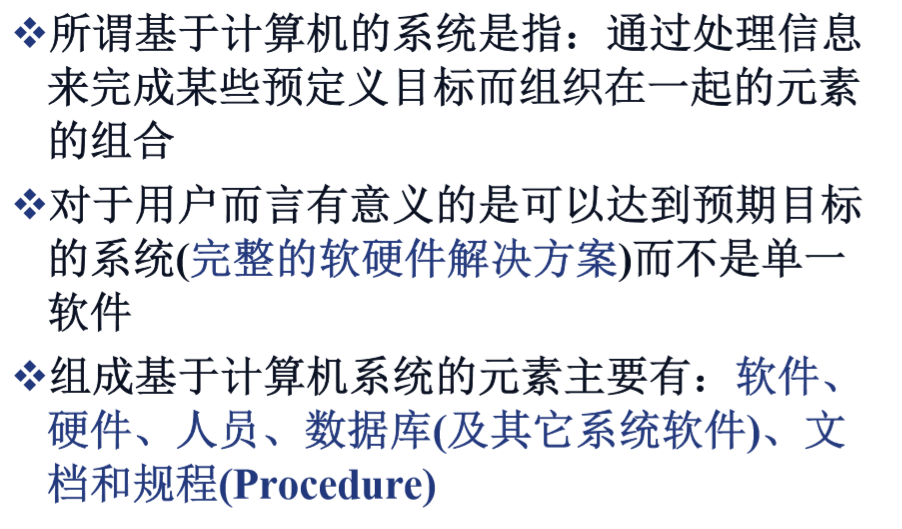 ❖所谓基于计算机的系统是指：通过处理信息
来完成某些预定义目标而组织在一起的元素
的组合
❖对于用户而言有意义的是可以达到预期目标
的系统(完整的软硬件解决方案)而不是单一
软件
❖组成基于计算机系统的元素主要有：软件、
硬件、人员、数据库(及其它系统软件)、文
档和规程(Procedure)